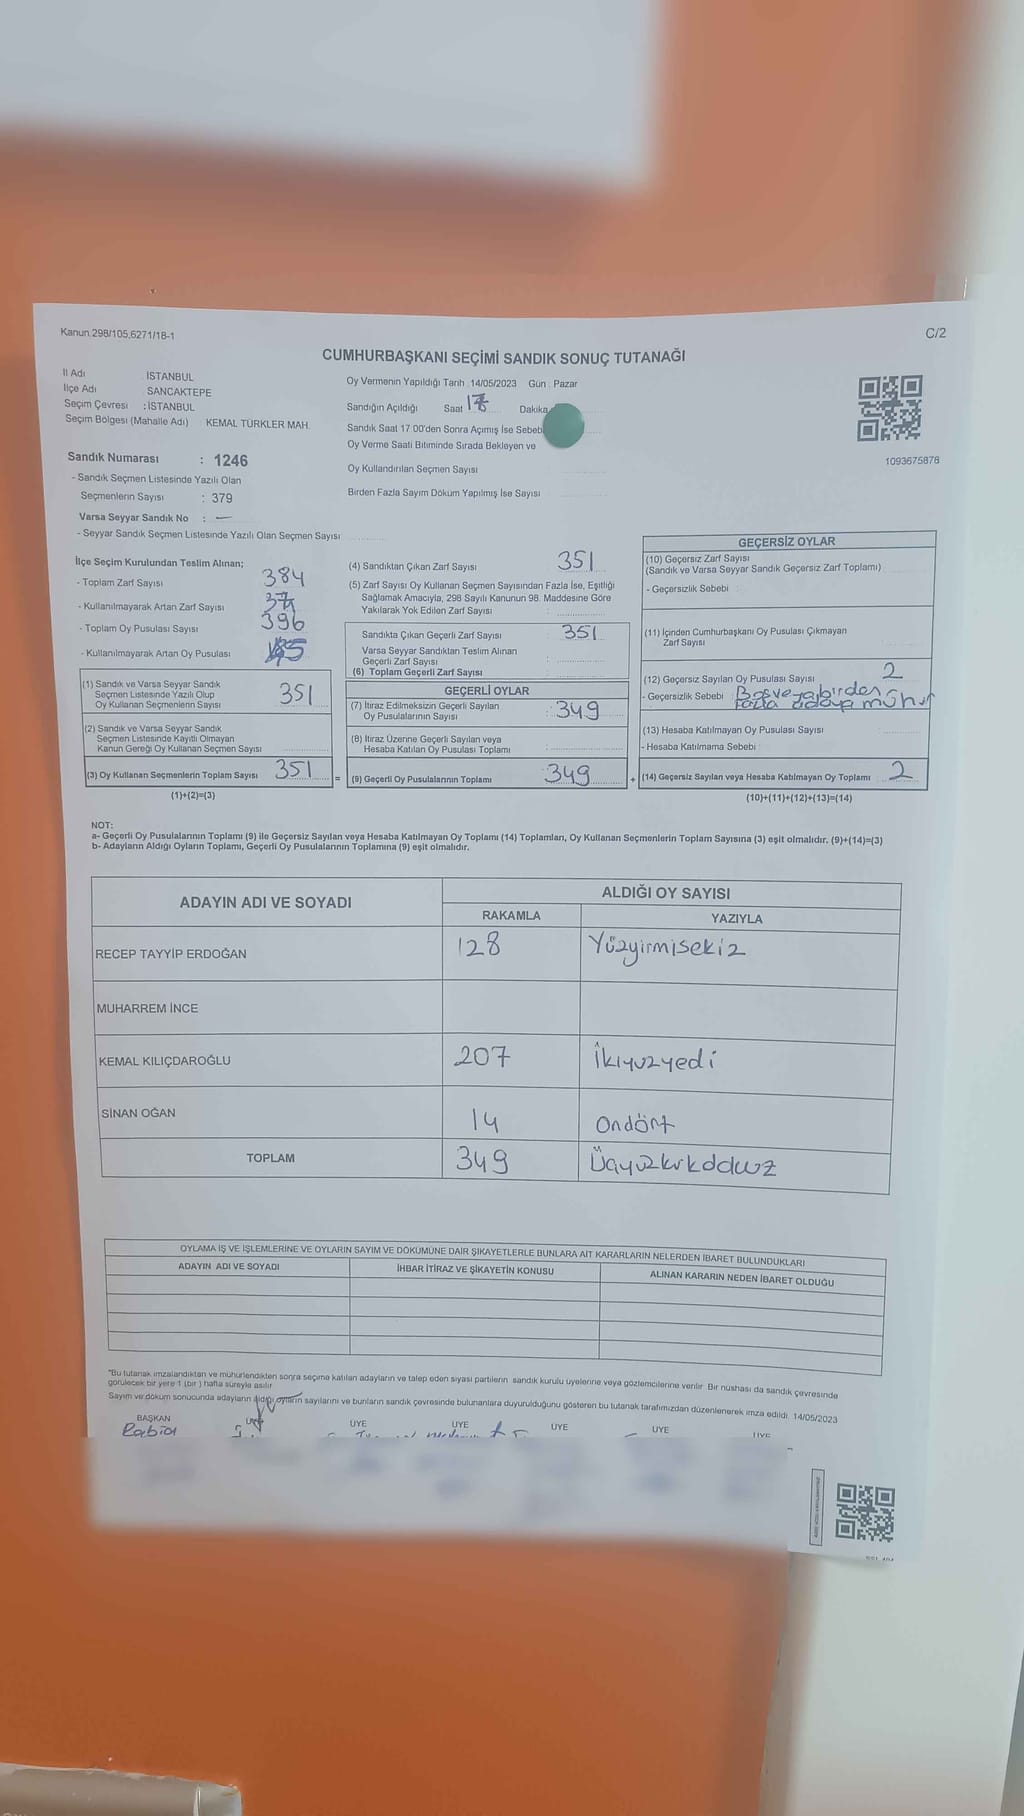 Kanun 298/105,6271/18-1
C/2
CUMHURBAŞKANI SEÇİMİ SANDIK SONUÇ TUTANAĞI
İl Adı İSTANBUL
İlçe Adı SANCAKTEPE
Seçim Çevresi : İSTANBUL
Seçim Bölgesi (Mahalle Adı) KEMAL TÜRKLER MAH.
Oy Vermenin Yapıldığı Tarih 14/05/2023 Gün Pazar
Sandığın Açıldığı Saat Dakika
Sandık Saat 17.00'den Sonra Açımış İse Sebeb
Oy Verme Saati Bitiminde Sırada Bekleyen ve
Oy Kullandırılan Seçmen Sayısı
Birden Fazla Sayım Döküm Yapılmış İse Sayısı
1093675878
Sandık Numarası : 1246
- Sandık Seçmen Listesinde Yazılı Olan
Seçmenlerin Sayısı : 379
Varsa Seyyar Sandık No : —
- Seyyar Sandık Seçmen Listesinde Yazılı Olan Seçmen Sayısı
İlçe Seçim Kurulundan Teslim Alınan;
- Toplam Zarf Sayısı 384
- Kullanılmayarak Artan Zarf Sayısı
- Toplam Oy Pusulası Sayısı 396
- Kullanılmayarak Artan Oy Pusulası
(1) Sandık ve Varsa Seyyar Sandık
Seçmen Listesinde Yazılı Olup
Oy Kullanan Seçmenlerin Sayısı 351
(2) Sandık ve Varsa Seyyar Sandık
Seçmen Listesinde Kayıtlı Olmayan
Kanun Gereği Oy Kullanan Seçmen Sayısı
(3) Oy Kullanan Seçmenlerin Toplam Sayısı 351 =
(1)+(2)=(3)
(4) Sandıktan Çıkan Zarf Sayısı 351
(5) Zarf Sayısı Oy Kullanan Seçmen Sayısından Fazla İse, Eşitliği
Sağlamak Amacıyla, 298 Sayılı Kanunun 98. Maddesine Göre
Yakılarak Yok Edilen Zarf Sayısı :
Sandıkta Çıkan Geçerli Zarf Sayısı : 351
Varsa Seyyar Sandıktan Teslim Alınan
Geçerli Zarf Sayısı :
(6) Toplam Geçerli Zarf Sayısı
GEÇERLİ OYLAR
(7) İtiraz Edilmeksizin Geçerli Sayılan
Oy Pusulalarının Sayısı : 349
(8) İtiraz Üzerine Geçerli Sayılan veya
Hesaba Katılan Oy Pusulası Toplamı :
(9) Geçerli Oy Pusulalarının Toplamı 349 +
GEÇERSİZ OYLAR
(10) Geçersiz Zarf Sayısı
(Sandık ve Varsa Seyyar Sandık Geçersiz Zarf Toplamı)
- Geçersizlik Sebebi :
(11) İçinden Cumhurbaşkanı Oy Pusulası Çıkmayan
Zarf Sayısı
(12) Geçersiz Sayılan Oy Pusulası Sayısı 2
- Geçersizlik Sebebi Boş veya birden
fazla adaya mühür
(13) Hesaba Katılmayan Oy Pusulası Sayısı
- Hesaba Katılmama Sebebi
(14) Geçersiz Sayılan veya Hesaba Katılmayan Oy Toplamı 2
(10)+(11)+(12)+(13)=(14)
NOT:
a- Geçerli Oy Pusulalarının Toplamı (9) ile Geçersiz Sayılan veya Hesaba Katılmayan Oy Toplamı (14) Toplamları, Oy Kullanan Seçmenlerin Toplam Sayısına (3) eşit olmalıdır. (9)+(14)=(3)
b- Adayların Aldığı Oyların Toplamı, Geçerli Oy Pusulalarının Toplamına (9) eşit olmalıdır.
ADAYIN ADI VE SOYADI
ALDIĞI OY SAYISI
RAKAMLA YAZIYLA
RECEP TAYYİP ERDOĞAN 128 Yüzyirmisekiz
MUHARREM İNCE
KEMAL KILIÇDAROĞLU 207 İkiyuzyedi
SİNAN OĞAN 14 Ondört
TOPLAM 349
OYLAMA İŞ VE İŞLEMLERİNE VE OYLARIN SAYIM VE DÖKÜMÜNE DAİR ŞİKAYETLERLE BUNLARA AİT KARARLARIN NELERDEN İBARET BULUNDUKLARI
ADAYIN ADI VE SOYADI İHBAR İTİRAZ VE ŞİKAYETİN KONUSU ALINAN KARARIN NEDEN İBARET OLDUĞU
*Bu tutanak imzalandıktan ve mühürlendikten sonra seçime katılan adayların ve talep eden siyasi partilerin sandık kurulu üyelerine veya gözlemcilerine verilir Bir nüshası da sandık çevresinde
görülecek bir yere 1 (bir) hafta süreyle asılır
Sayım ve döküm sonucunda adayların aldığı oyların sayılarını ve bunların sandık çevresinde bulunanlara duyurulduğunu gösteren bu tutanak tarafımızdan düzenlenerek imza edildi. 14/05/2023
BAŞKAN ÜYE ÜYE ÜYE ÜYE ÜYE ÜYE
Rabia